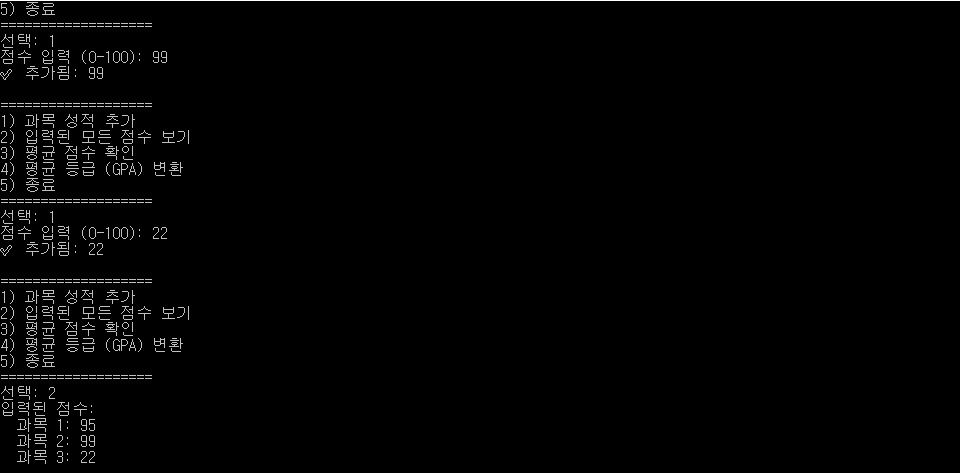 5) 종료
===================
선택: 1
점수 입력 (0-100): 99
✔ 추가됨: 99
===================
1) 과목 성적 추가
2) 입력된 모든 점수 보기
3) 평균 점수 확인
4) 평균 등급 (GPA) 변환
5) 종료
===================
선택: 1
점수 입력 (0-100): 22
✔ 추가됨: 22
===================
1) 과목 성적 추가
2) 입력된 모든 점수 보기
3) 평균 점수 확인
4) 평균 등급 (GPA) 변환
5) 종료
===================
선택: 2
입력된 점수:
과목 1: 95
과목 2: 99
과목 3: 22